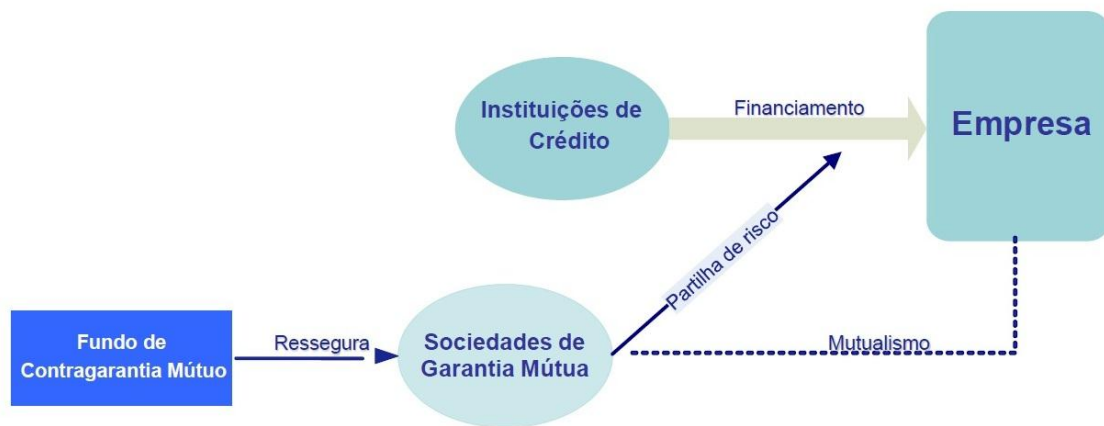 Instituições de
Crédito
Financiamento
Empresa
Partilha de risco
Fundo de
Contragarantia Mútuo
Ressegura
Sociedades de
Garantia Mútua
Mutualismo